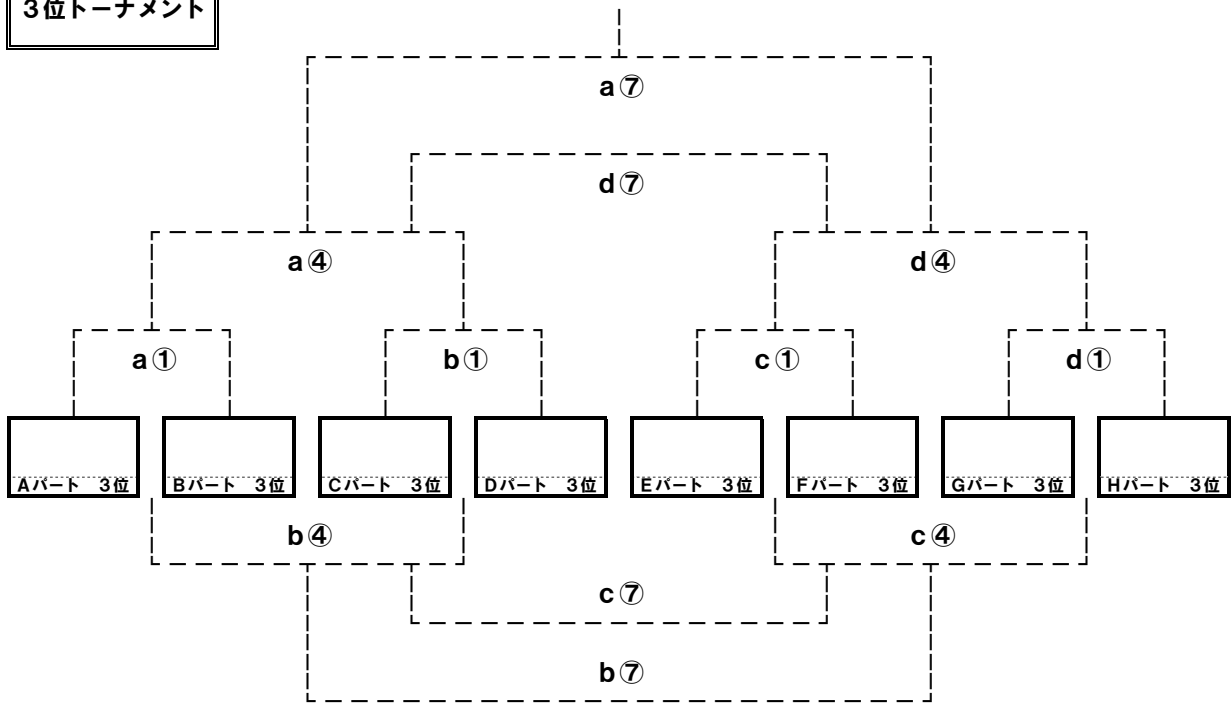 ３位トーナメント
a⑦
d⑦
a④ d④
a① b① c① d①
Aパート　３位 Bパート　３位 Cパート　３位 Dパート　３位 Eパート　３位 Fパート　３位 Gパート　３位 Hパート　３位
b④ c④
c⑦
b⑦